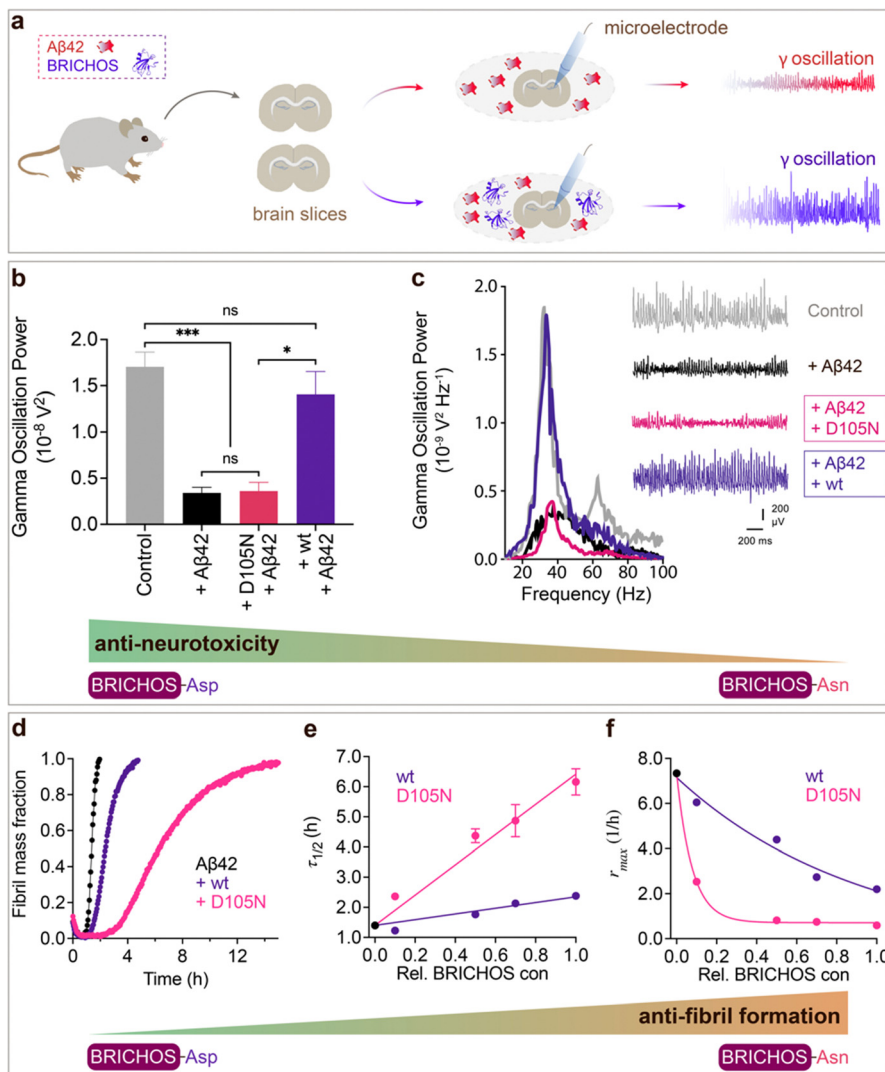 a
Aβ42
BRICHOS
brain slices
microelectrode
γ oscillation
γ oscillation
b
Gamma Oscillation Power
(10⁻⁸ V²)
2.0
1.5
1.0
0.5
0.0
ns
***
*
ns
Control
+ Aβ42
+ D105N
+ Aβ42
+ wt
+ Aβ42
c
Gamma Oscillation Power
(10⁻⁹ V² Hz⁻¹)
2.0
1.5
1.0
0.5
0.0
20 40 60 80 100
Frequency (Hz)
Control
+ Aβ42
+ Aβ42
+ D105N
+ Aβ42
+ wt
200
µV
200 ms
anti-neurotoxicity
BRICHOS-Asp
BRICHOS-Asn
d
Fibril mass fraction
1.0
0.8
0.6
0.4
0.2
0.0
0 4 8 12
Time (h)
Aβ42
+ wt
+ D105N
e
τ1/2 (h)
7.0
6.0
5.0
4.0
3.0
2.0
1.0
0.0 0.2 0.4 0.6 0.8 1.0
Rel. BRICHOS con
wt
D105N
f
rmax (1/h)
8.0
6.0
4.0
2.0
0
0.0 0.2 0.4 0.6 0.8 1.0
Rel. BRICHOS con
wt
D105N
anti-fibril formation
BRICHOS-Asp
BRICHOS-Asn